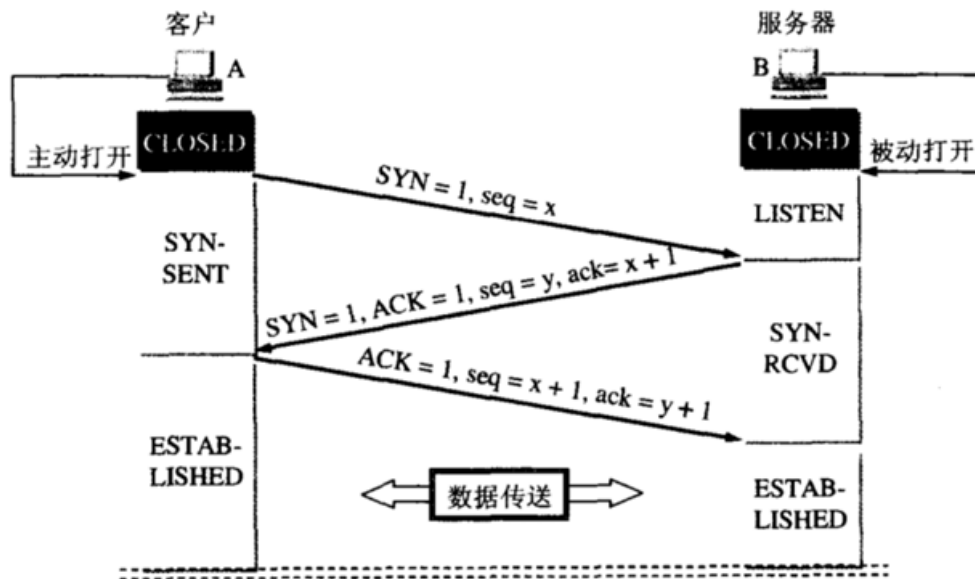 客户
服务器
A
B
CLOSED
CLOSED
主动打开
被动打开
SYN = 1, seq = x
LISTEN
SYN-
SENT
SYN = 1, ACK = 1, seq = y, ack= x + 1
SYN-
RCVD
ACK = 1, seq = x + 1, ack = y + 1
ESTAB-
LISHED
数据传送
ESTAB-
LISHED